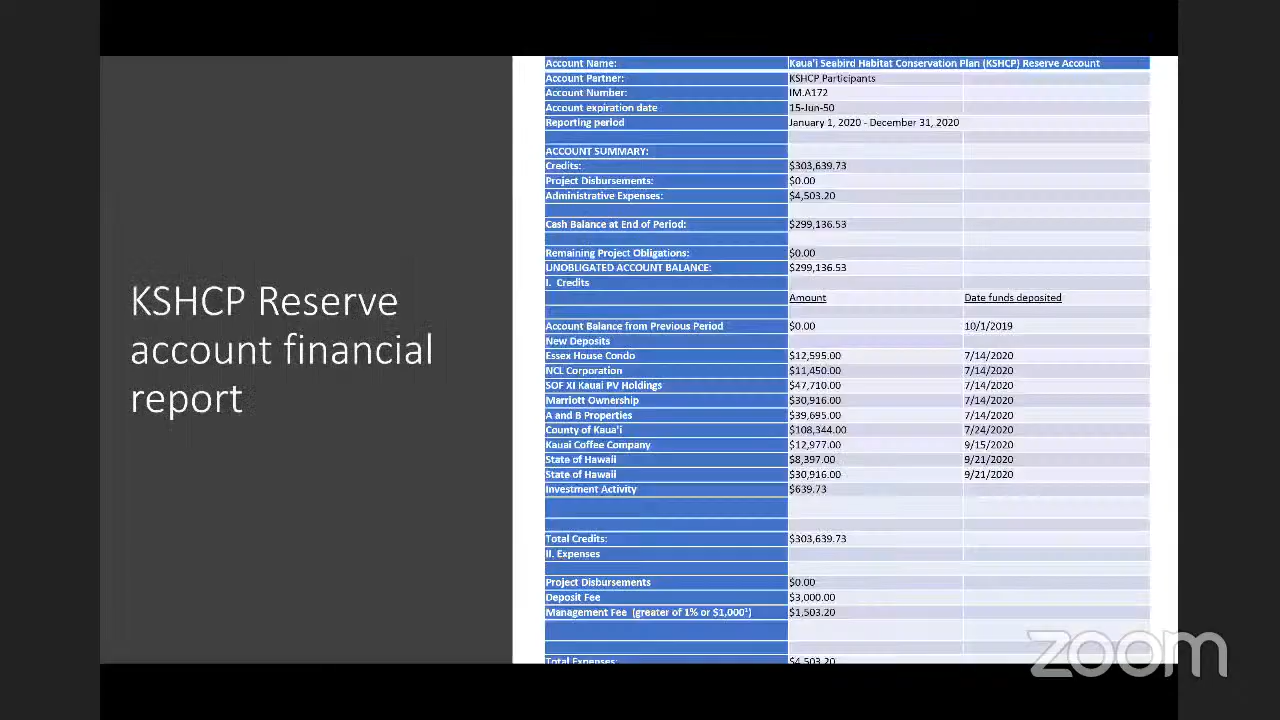 KSHCP Reserve
account financial
report
Account Name: Kaua'i Seabird Habitat Conservation Plan (KSHCP) Reserve Account
Account Partner: KSHCP Participants
Account Number: IM.A172
Account expiration date 15-Jun-50
Reporting period January 1, 2020 - December 31, 2020
ACCOUNT SUMMARY:
Credits: $303,639.73
Project Disbursements: $0.00
Administrative Expenses: $4,503.20
Cash Balance at End of Period: $299,136.53
Remaining Project Obligations: $0.00
UNOBLIGATED ACCOUNT BALANCE: $299,136.53
I. Credits
Amount Date funds deposited
Account Balance from Previous Period $0.00 10/1/2019
New Deposits
Essex House Condo $12,595.00 7/14/2020
NCL Corporation $11,450.00 7/14/2020
SOF XI Kauai PV Holdings $47,710.00 7/14/2020
Marriott Ownership $30,916.00 7/14/2020
A and B Properties $39,695.00 7/14/2020
County of Kaua'i $108,344.00 7/24/2020
Kauai Coffee Company $12,977.00 9/15/2020
State of Hawaii $8,397.00 9/21/2020
State of Hawaii $30,916.00 9/21/2020
Investment Activity $639.73
Total Credits: $303,639.73
II. Expenses
Project Disbursements $0.00
Deposit Fee $3,000.00
Management Fee (greater of 1% or $1,000¹) $1,503.20
Total Expenses: $4,503.20
zoom